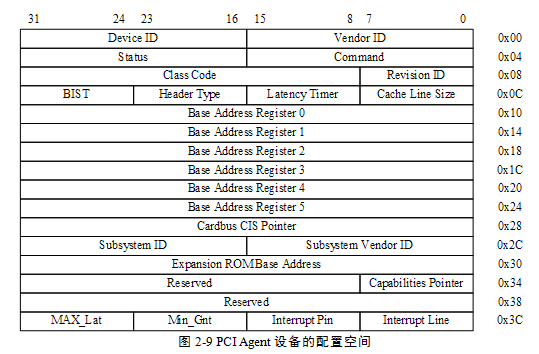 31 24 23 16 15 8 7 0
Device ID Vendor ID 0x00
Status Command 0x04
Class Code Revision ID 0x08
BIST Header Type Latency Timer Cache Line Size 0x0C
Base Address Register 0 0x10
Base Address Register 1 0x14
Base Address Register 2 0x18
Base Address Register 3 0x1C
Base Address Register 4 0x20
Base Address Register 5 0x24
Cardbus CIS Pointer 0x28
Subsystem ID Subsystem Vendor ID 0x2C
Expansion ROMBase Address 0x30
Reserved Capabilities Pointer 0x34
Reserved 0x38
MAX_Lat Min_Gnt Interrupt Pin Interrupt Line 0x3C
图 2-9 PCI Agent 设备的配置空间